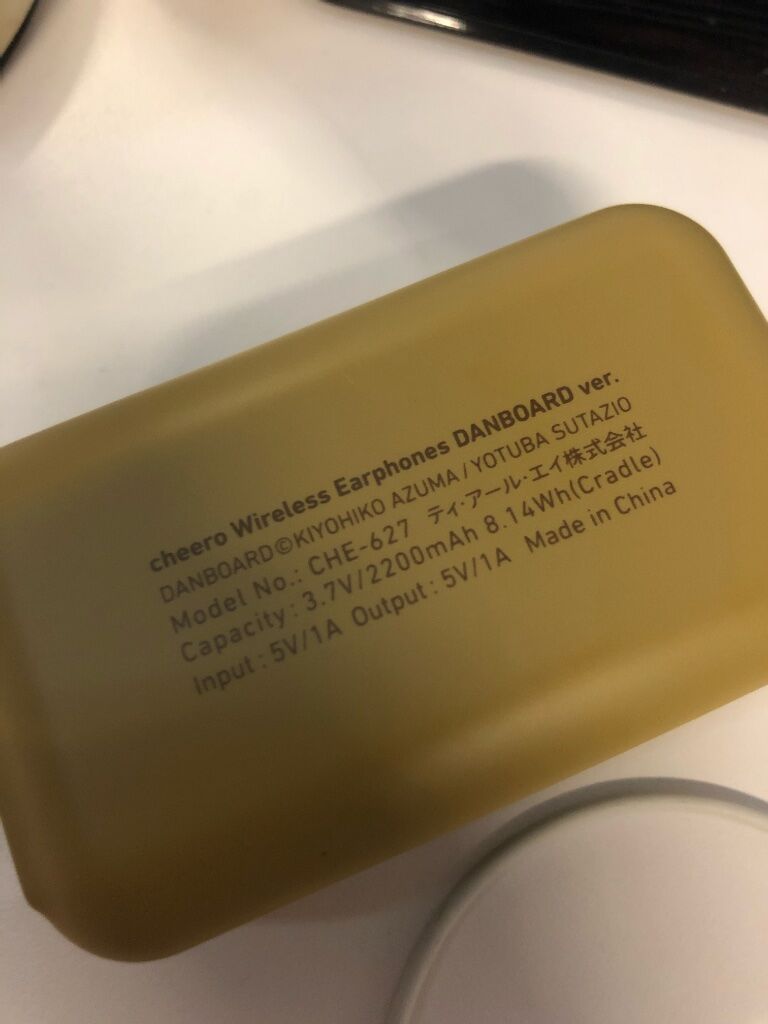 cheero Wireless Earphones DANBOARD ver.
DANBOARD©KIYOHIKO AZUMA/YOTUBA SUTAZIO
Model No.: CHE-627 ティ・アール・エイ株式会社
Capacity: 3.7V/2200mAh 8.14Wh(Cradle)
Input: 5V/1A Output: 5V/1A Made in China